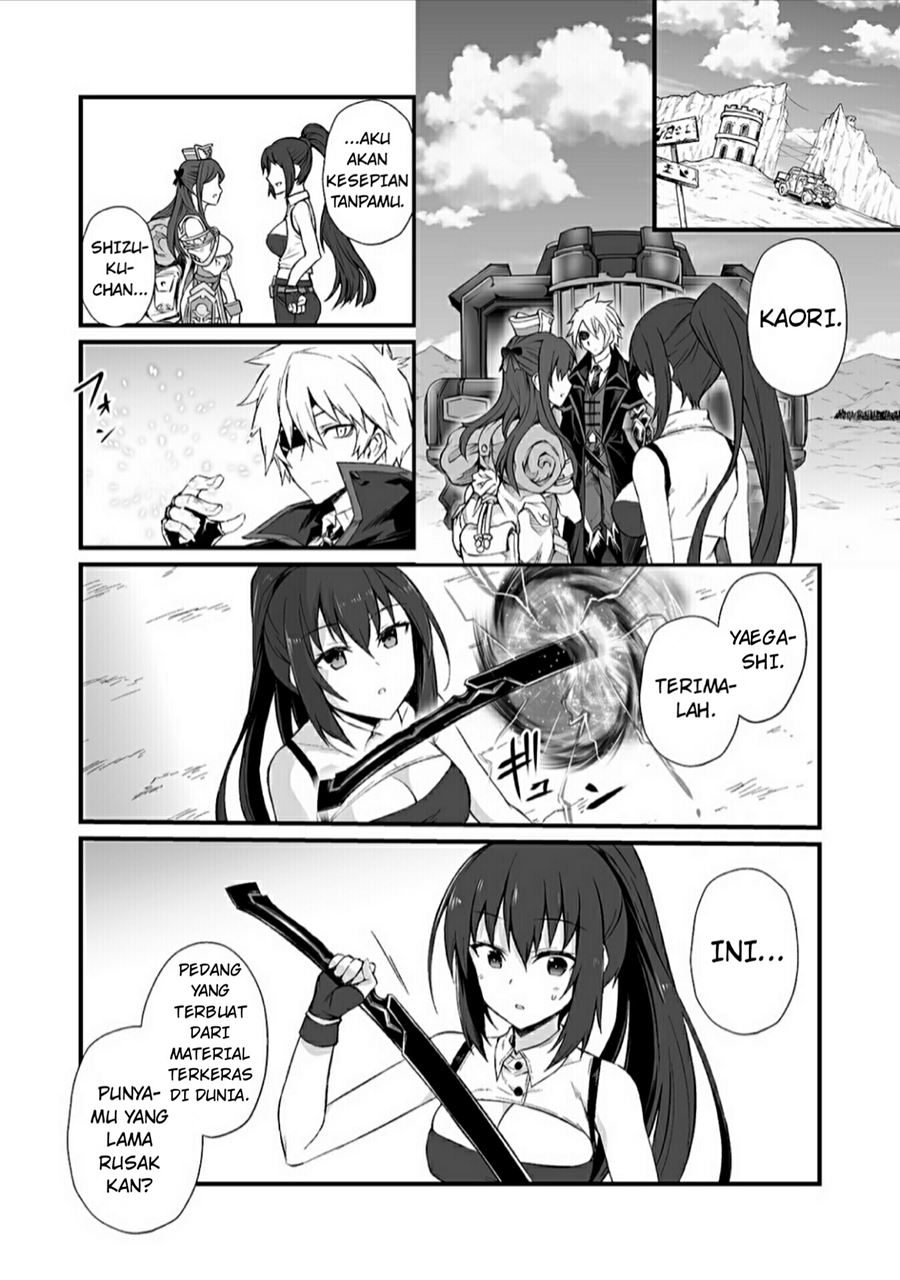 KAORI.
...AKU
AKAN
KESEPIAN
TANPAMU.
SHIZU-
KU-
CHAN...
YAEGA-
SHI.
TERIMA-
LAH.
INI...
PEDANG
YANG
TERBUAT
DARI
MATERIAL
TERKERAS
DI DUNIA.
PUNYA-
MU YANG
LAMA
RUSAK
KAN?